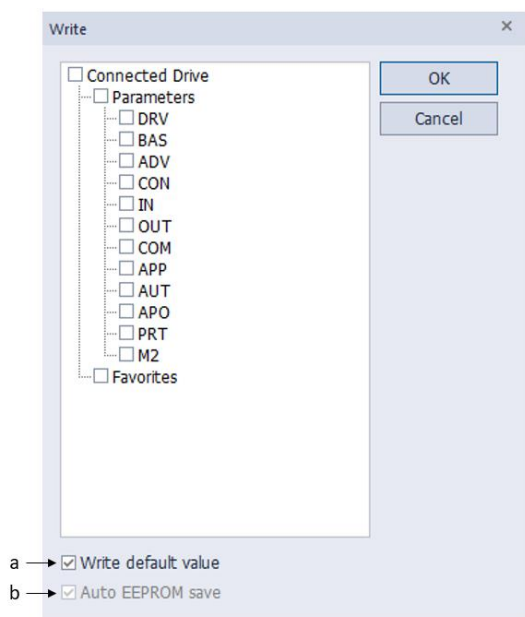 Write
Connected Drive
OK
Parameters
DRV
Cancel
BAS
ADV
CON
IN
OUT
COM
APP
AUT
APO
PRT
M2
Favorites
a
Write default value
b
Auto EEPROM save